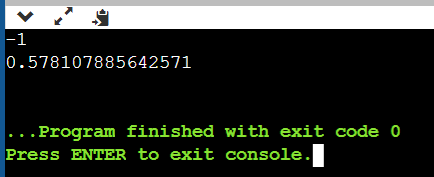 -1
0.578107885642571
...Program finished with exit code 0
Press ENTER to exit console.